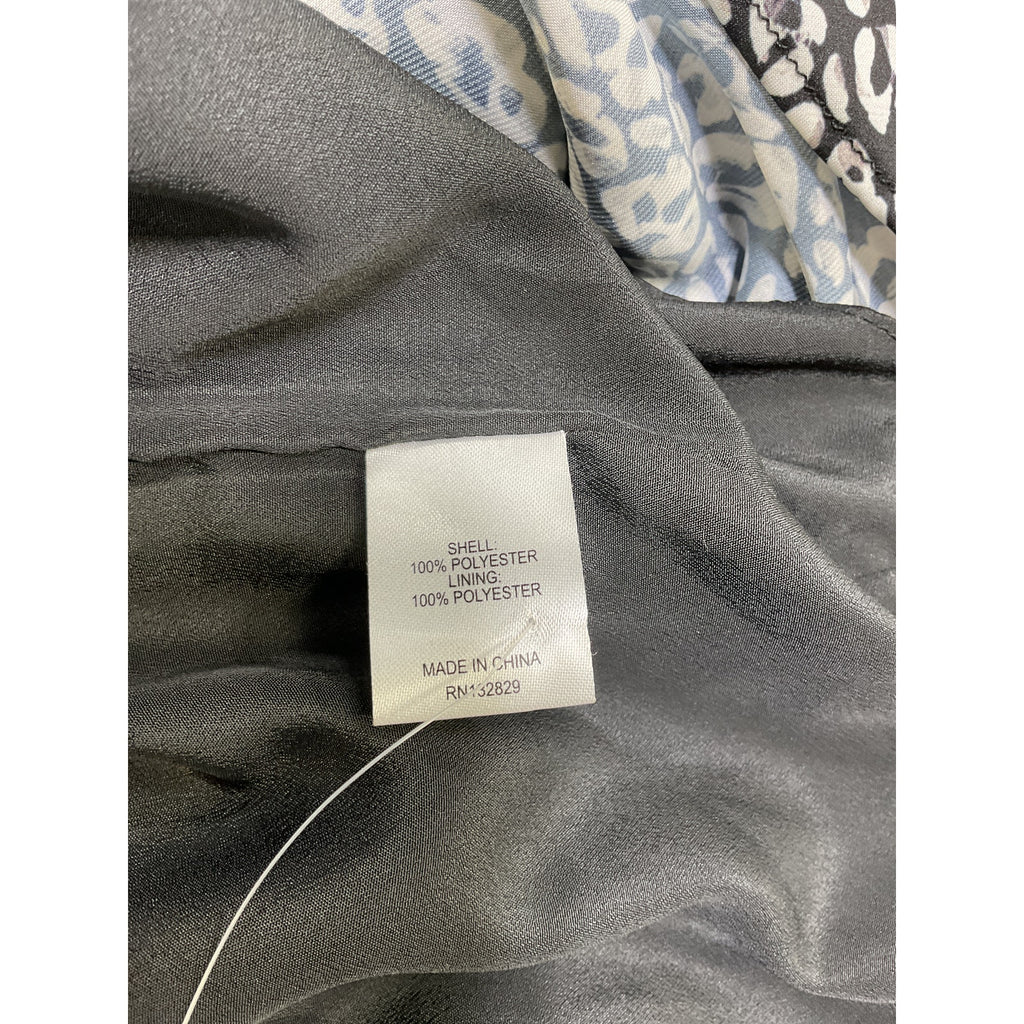 SHELL:
100% POLYESTER
LINING:
100% POLYESTER
MADE IN CHINA
RN132829